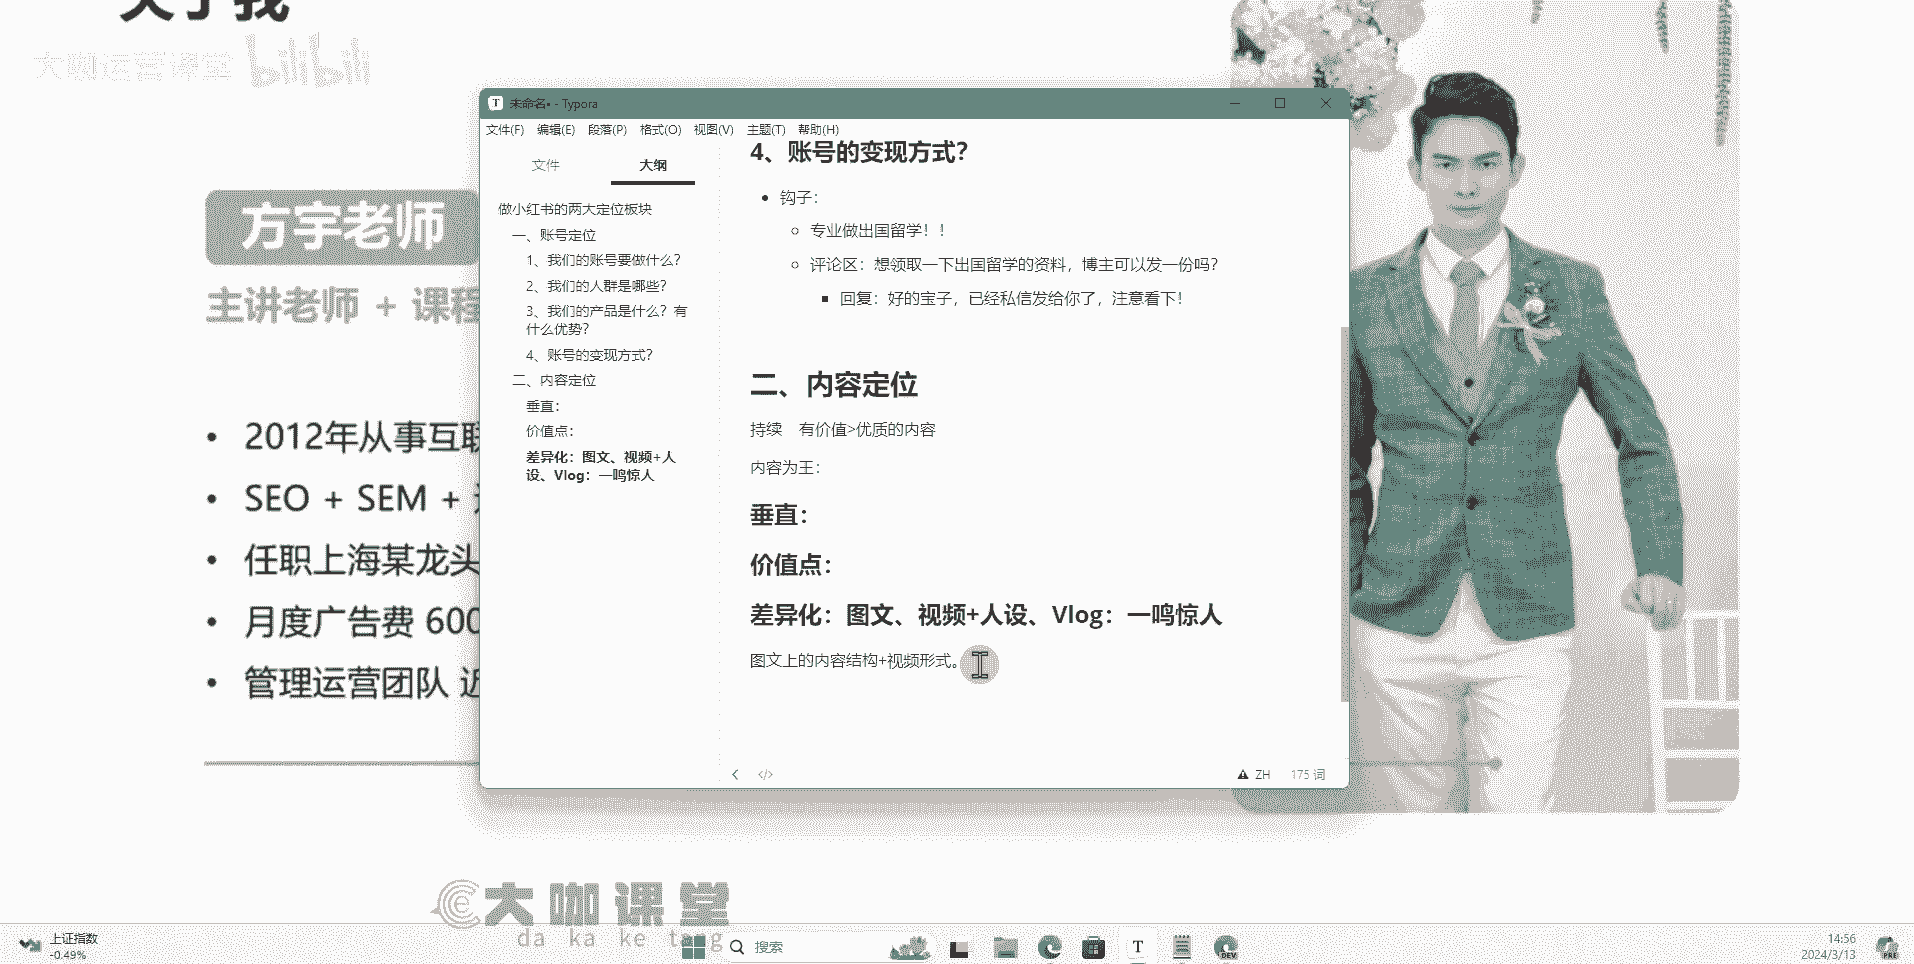 关于我
大咖运营课堂 bilibili
方宇老师
主讲老师 + 课程
2012年从事互联
SEO + SEM +
任职上海某龙头
月度广告费 600
管理运营团队 近
未命名• - Typora
文件(F) 编辑(E) 段落(P) 格式(O) 视图(V) 主题(T) 帮助(H)
文件 大纲
做小红书的两大定位板块
一、账号定位
1、我们的账号要做什么？
2、我们的人群是哪些？
3、我们的产品是什么？有
什么优势？
4、账号的变现方式？
二、内容定位
垂直：
价值点：
差异化：图文、视频+人
设、Vlog：一鸣惊人
4、账号的变现方式？
钩子：
专业做出国留学！！
评论区：想领取一下出国留学的资料，博主可以发一份吗？
回复：好的宝子，已经私信发给你了，注意看下！
二、内容定位
持续 有价值>优质的内容
内容为王：
垂直：
价值点：
差异化：图文、视频+人设、Vlog：一鸣惊人
图文上的内容结构+视频形式。
ZH 175 词
大咖课堂
da ka ke tang
上证指数
-0.49%
搜索
T
DEV
14:56
2024/3/13
PRE